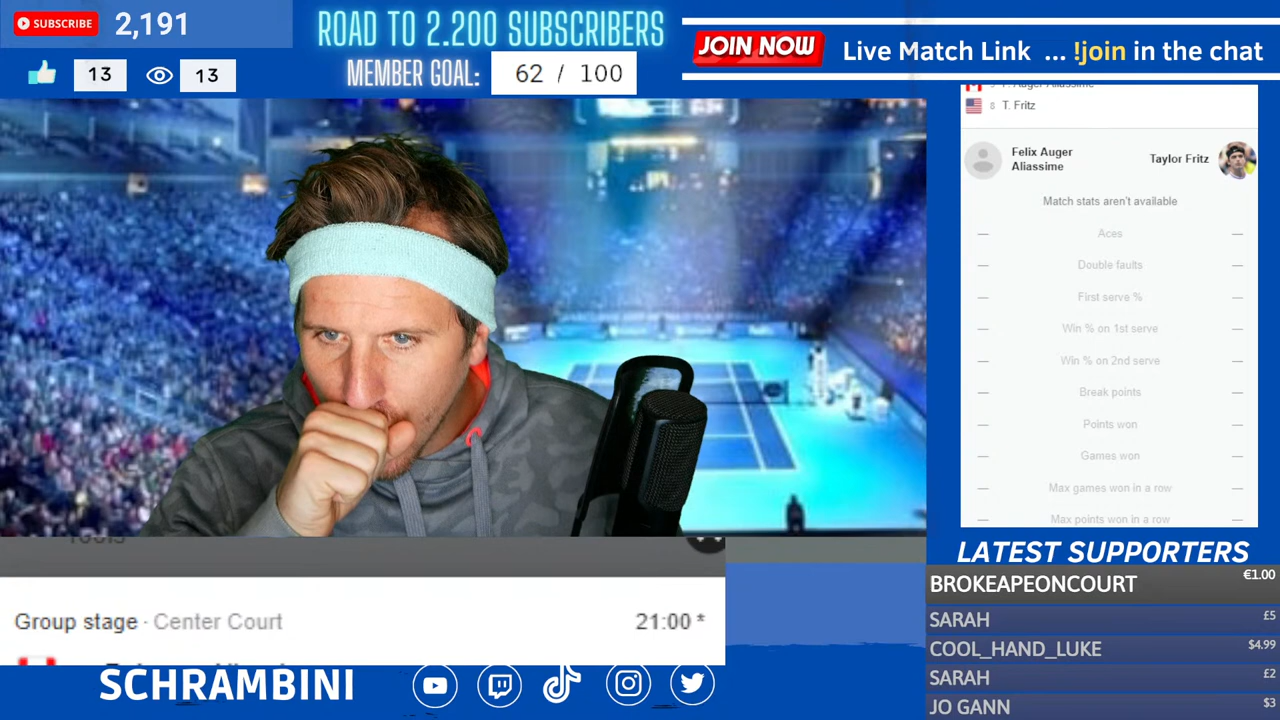 SUBSCRIBE 2,191
13 13
ROAD TO 2.200 SUBSCRIBERS
MEMBER GOAL: 62 / 100
JOIN NOW Live Match Link ... !join in the chat
8 T. Fritz
Felix Auger
Aliassime
Taylor Fritz
Match stats aren't available
— Aces —
— Double faults —
— First serve % —
— Win % on 1st serve —
— Win % on 2nd serve —
— Break points —
— Points won —
— Games won —
— Max games won in a row —
— Max points won in a row —
LATEST SUPPORTERS
BROKEAPEONCOURT €1.00
SARAH £5
COOL_HAND_LUKE $4.99
SARAH £2
JO GANN $3
Group stage · Center Court 21:00 *
SCHRAMBINI